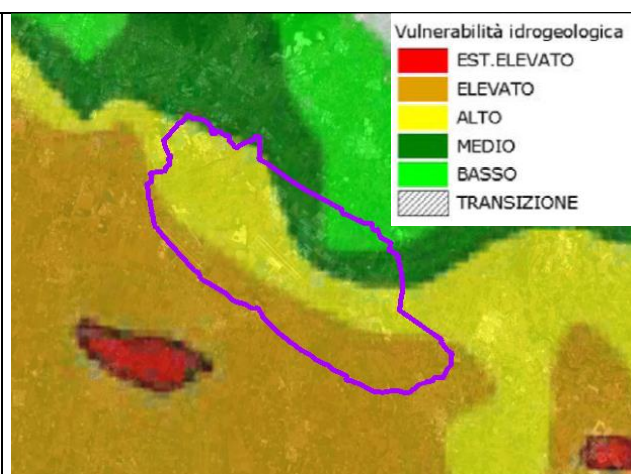 Vulnerabilità idrogeologica
EST.ELEVATO
ELEVATO
ALTO
MEDIO
BASSO
TRANSIZIONE